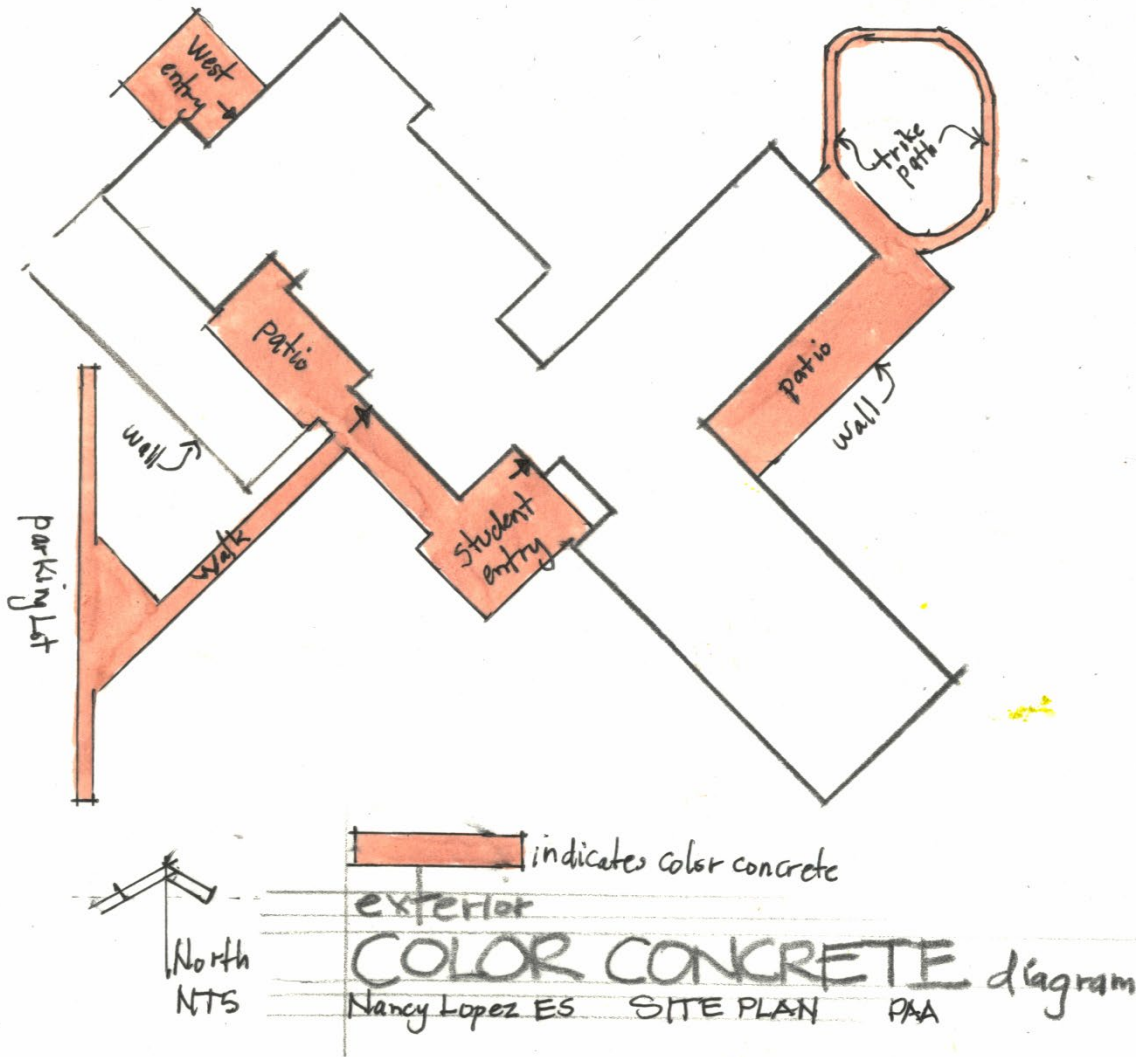 West
entry
trike
path
patio
patio
wall
wall
walk
student
entry
parking Lot
indicates color concrete
exterior
COLOR CONCRETE diagram
North
NTS
Nancy Lopez ES SITE PLAN PAA